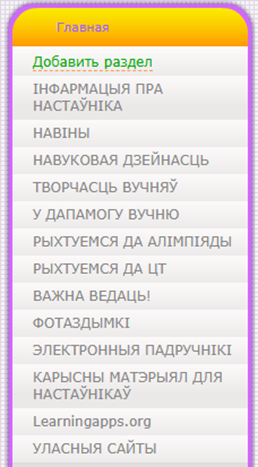 Главная
Добавить раздел
ІНФАРМАЦЫЯ ПРА
НАСТАЎНІКА
НАВІНЫ
НАВУКОВАЯ ДЗЕЙНАСЦЬ
ТВОРЧАСЦЬ ВУЧНЯЎ
У ДАПАМОГУ ВУЧНЮ
РЫХТУЕМСЯ ДА АЛІМПІЯДЫ
РЫХТУЕМСЯ ДА ЦТ
ВАЖНА ВЕДАЦЬ!
ФОТАЗДЫМКІ
ЭЛЕКТРОННЫЯ ПАДРУЧНІКІ
КАРЫСНЫ МАТЭРЫЯЛ ДЛЯ
НАСТАЎНІКАЎ
Learningapps.org
УЛАСНЫЯ САЙТЫ